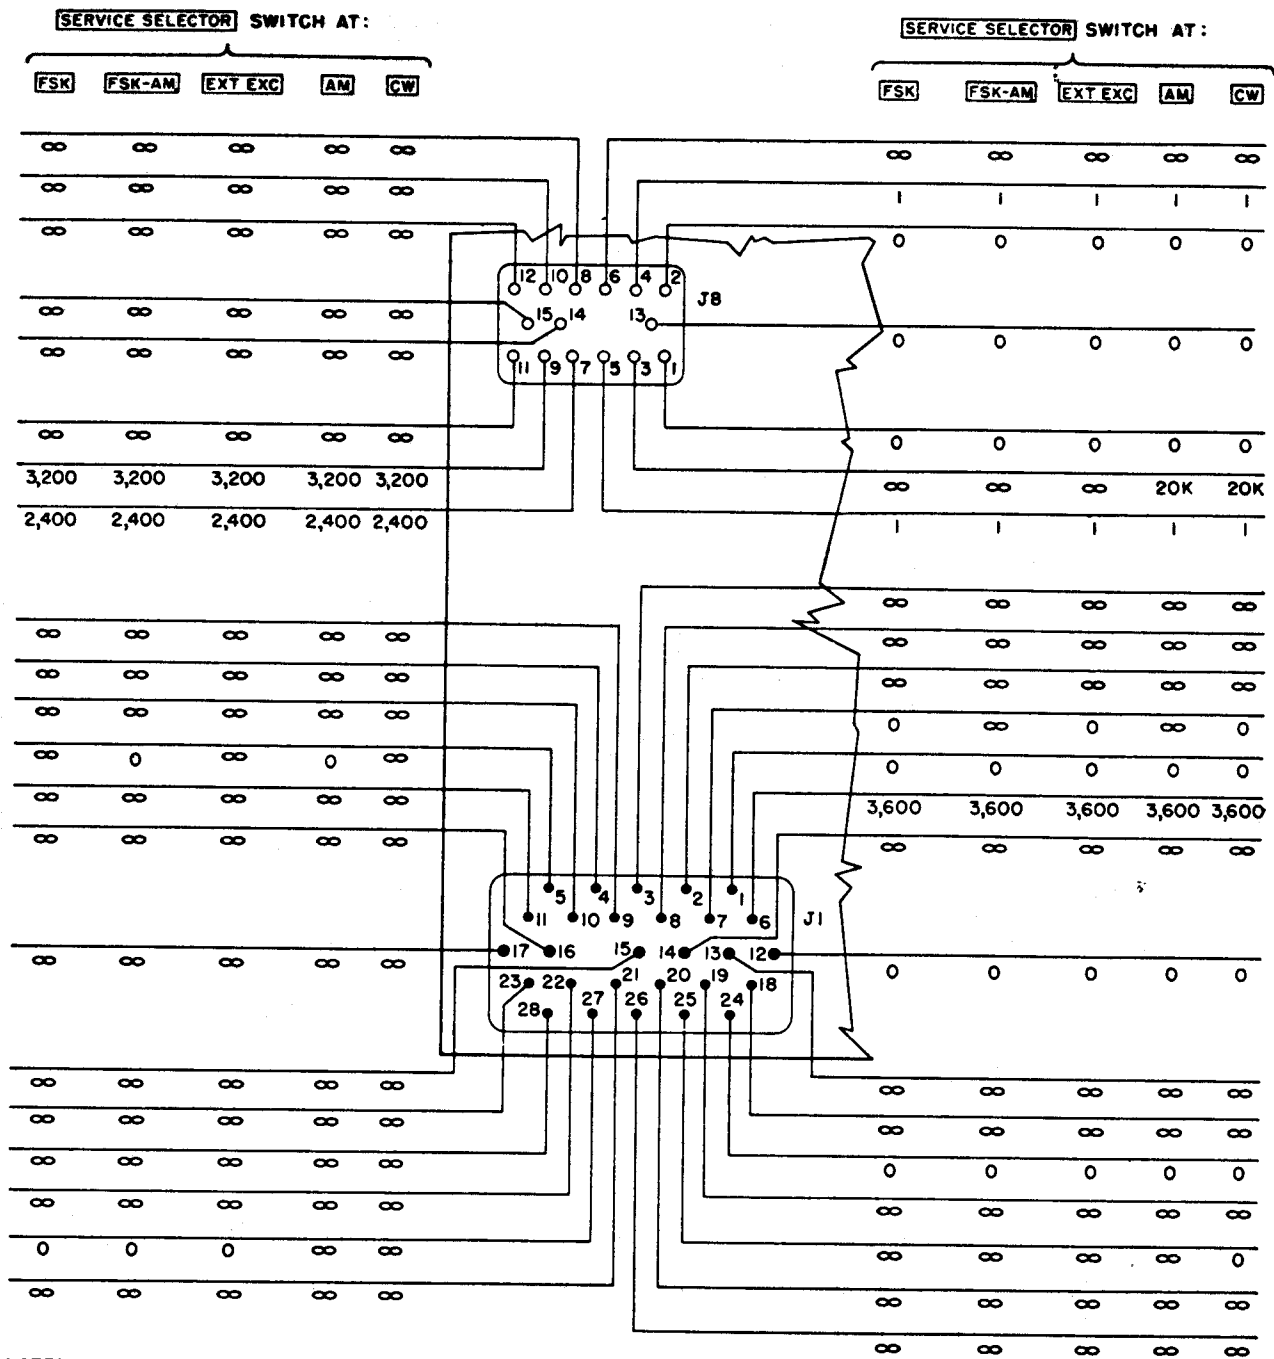 SERVICE SELECTOR SWITCH AT:
FSK FSK-AM EXT EXC AM CW
∞ ∞ ∞ ∞ ∞
∞ ∞ ∞ ∞ ∞
∞ ∞ ∞ ∞ ∞
∞ ∞ ∞ ∞ ∞
∞ ∞ ∞ ∞ ∞
∞ ∞ ∞ ∞ ∞
3,200 3,200 3,200 3,200 3,200
2,400 2,400 2,400 2,400 2,400
SERVICE SELECTOR SWITCH AT:
FSK FSK-AM EXT EXC AM CW
∞ ∞ ∞ ∞ ∞
1 1 1 1 1
0 0 0 0 0
0 0 0 0 0
0 0 0 0 0
∞ ∞ ∞ 20K 20K
1 1 1 1 1
12 10 8 6 4 2
J8
15 14 13
11 9 7 5 3 1
∞ ∞ ∞ ∞ ∞
∞ ∞ ∞ ∞ ∞
∞ ∞ ∞ ∞ ∞
∞ 0 ∞ 0 ∞
∞ ∞ ∞ ∞ ∞
∞ ∞ ∞ ∞ ∞
∞ ∞ ∞ ∞ ∞
∞ ∞ ∞ ∞ ∞
∞ ∞ ∞ ∞ ∞
∞ ∞ ∞ ∞ ∞
0 ∞ 0 ∞ 0
0 0 0 0 0
3,600 3,600 3,600 3,600 3,600
∞ ∞ ∞ ∞ ∞
5 4 3 2 1
11 10 9 8 7 6
J1
17 16 15 14 13 12
23 22 21 20 19 18
28 27 26 25 24
∞ ∞ ∞ ∞ ∞
0 0 0 0 0
∞ ∞ ∞ ∞ ∞
∞ ∞ ∞ ∞ ∞
∞ ∞ ∞ ∞ ∞
∞ ∞ ∞ ∞ ∞
0 0 0 ∞ ∞
∞ ∞ ∞ ∞ ∞
∞ ∞ ∞ ∞ ∞
∞ ∞ ∞ ∞ ∞
0 0 0 0 0
∞ ∞ ∞ ∞ ∞
∞ ∞ ∞ ∞ 0
∞ ∞ ∞ ∞ ∞
∞ ∞ ∞ ∞ ∞